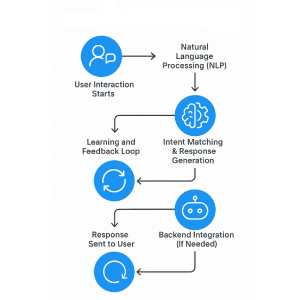 Natural
Language
Processing (NLP)
User Interaction
Starts
Learning and
Feedback Loop
Intent Matching
& Response
Generation
Response
Sent to User
Backend Integration
(If Needed)